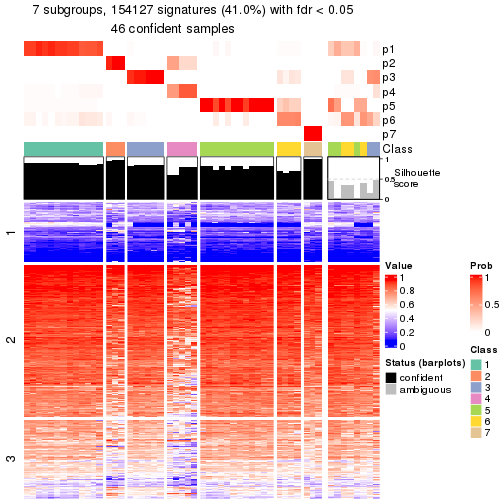 7 subgroups, 154127 signatures (41.0%) with fdr < 0.05
46 confident samples
p1
p2
p3
p4
p5
p6
p7
Class
1
0.5
0
Silhouette
score
1
2
3
Value
1
0.8
0.6
0.4
0.2
0
Prob
1
0.5
0
Status (barplots)
confident
ambiguous
Class
1
2
3
4
5
6
7